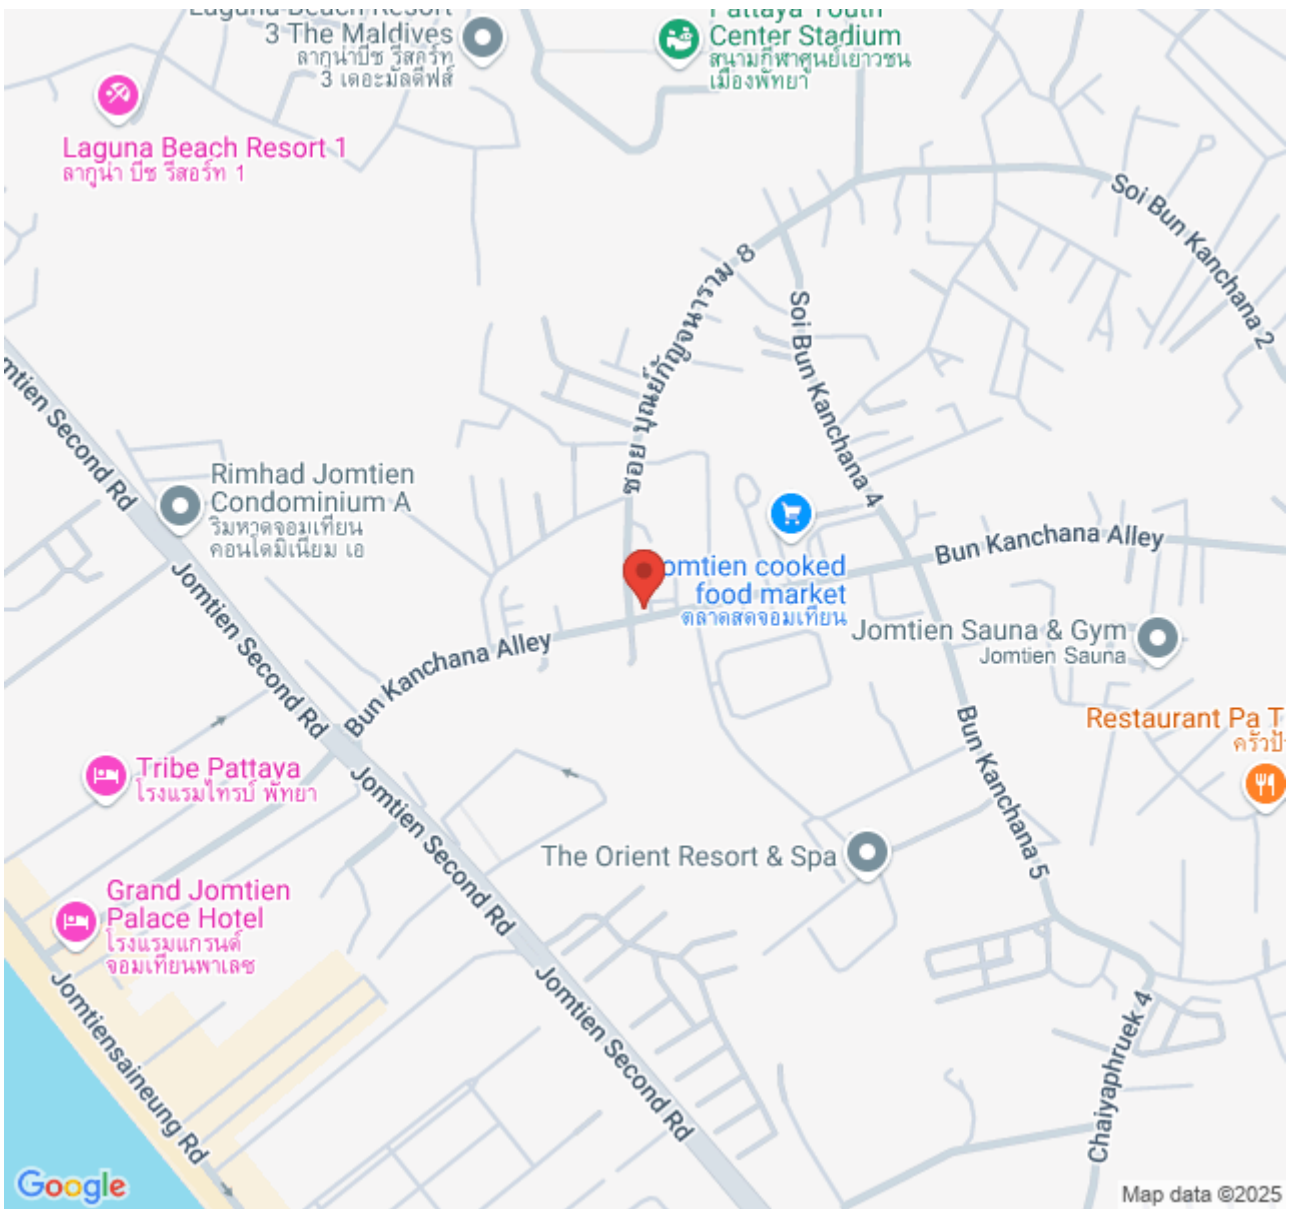 Laguna Beach Resort
3 The Maldives
ลากูน่าบีช รีสอร์ท
3 เดอะมัลดีฟส์
Pattaya Youth
Center Stadium
สนามกีฬาศูนย์เยาวชน
เมืองพัทยา
Laguna Beach Resort 1
ลากูน่า บีช รีสอร์ท 1
Soi Bun Kanchana 2
ซอย บุณย์กัญจนาราม 8
Soi Bun Kanchana 4
mtien Second Rd
Rimhad Jomtien
Condominium A
ริมหาดจอมเทียน
คอนโดมิเนียม เอ
Bun Kanchana Alley
omtien cooked
food market
ตลาดสดจอมเทียน
Jomtien Second Rd
Bun Kanchana Alley
Jomtien Sauna & Gym
Jomtien Sauna
Restaurant Pa T
ครัวป้
Bun Kanchana 5
Tribe Pattaya
โรงแรมไทรบ์ พัทยา
Jomtien Second Rd
The Orient Resort & Spa
Grand Jomtien
Palace Hotel
โรงแรมแกรนด์
จอมเทียนพาเลซ
Jomtiensaineung Rd
Jomtien Second Rd
Chaiyaphruek 4
Google
Map data ©2025